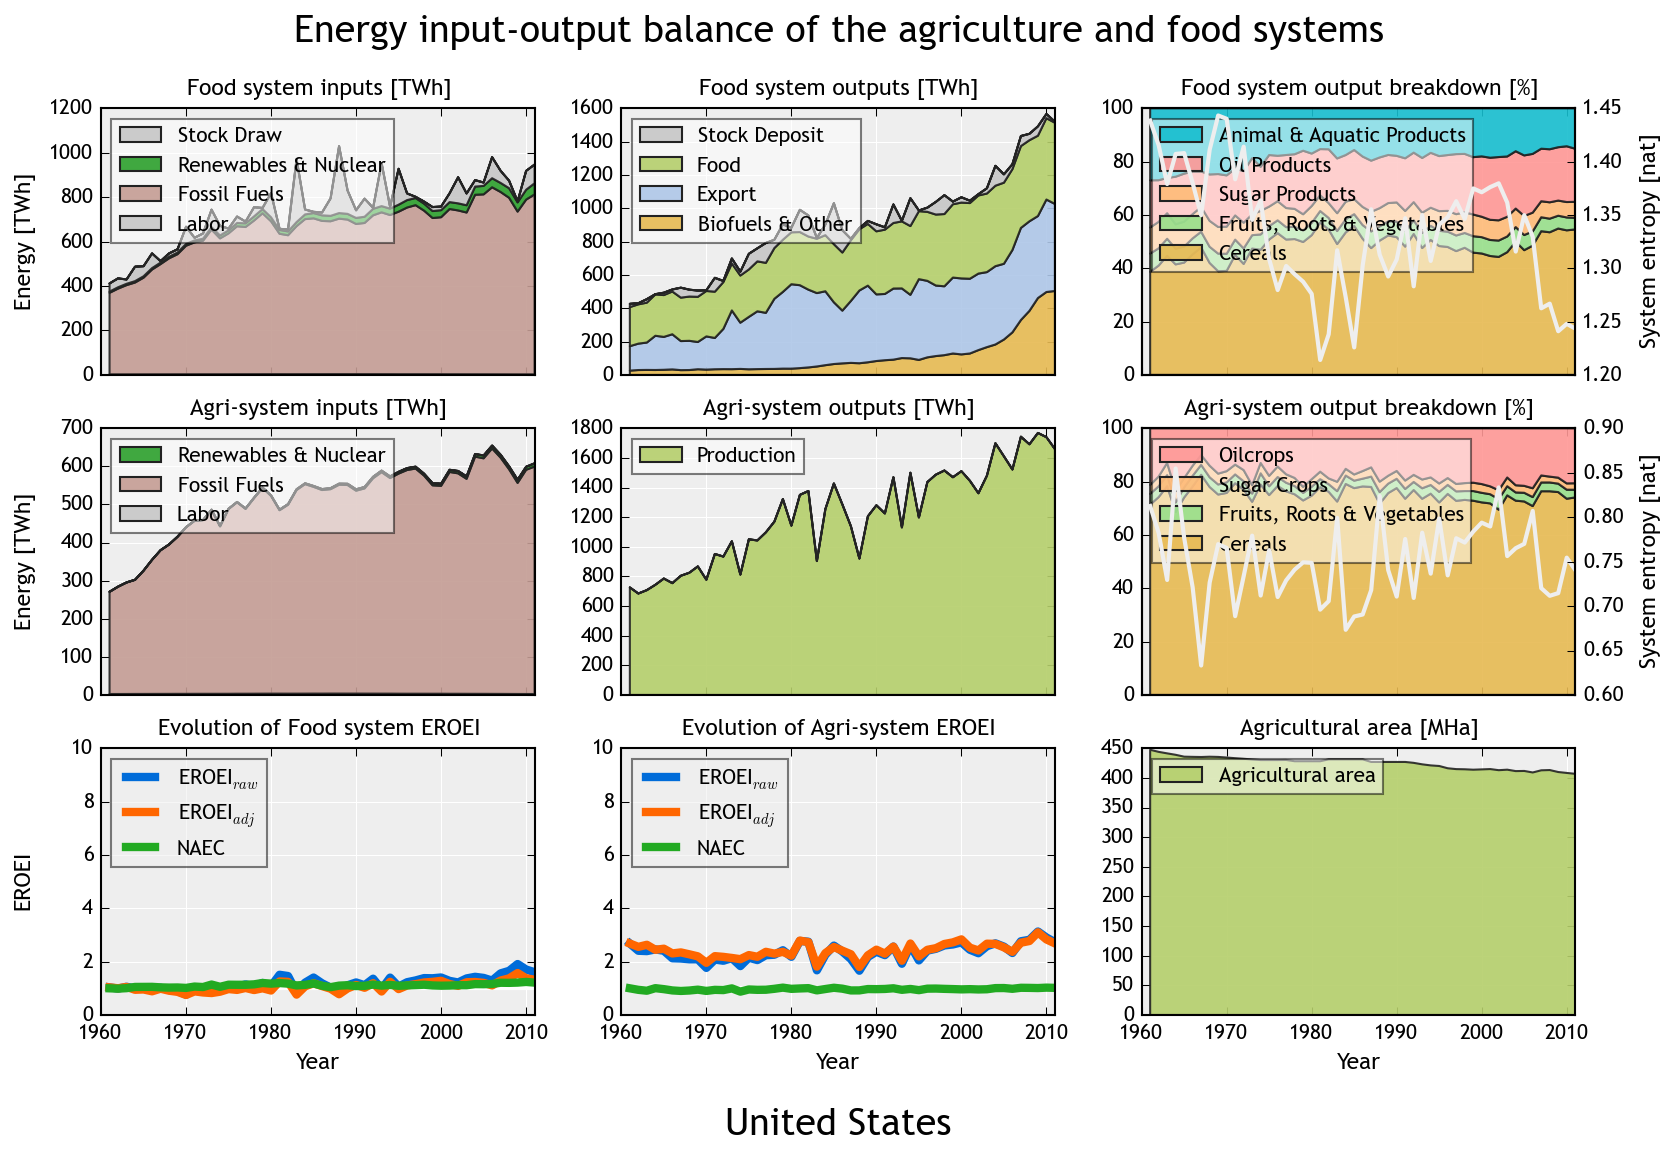 Energy input-output balance of the agriculture and food systems
Food system inputs [TWh]
Energy [TWh]
1200
1000
800
600
400
200
0
Stock Draw
Renewables & Nuclear
Fossil Fuels
Labor
Food system outputs [TWh]
1600
1400
1200
1000
800
600
400
200
0
Stock Deposit
Food
Export
Biofuels & Other
Food system output breakdown [%]
100
80
60
40
20
0
Animal & Aquatic Products
Oil Products
Sugar Products
Fruits, Roots & Vegetables
Cereals
1.45
1.40
1.35
1.30
1.25
1.20
System entropy [nat]
Agri-system inputs [TWh]
Energy [TWh]
700
600
500
400
300
200
100
0
Renewables & Nuclear
Fossil Fuels
Labor
Agri-system outputs [TWh]
1800
1600
1400
1200
1000
800
600
400
200
0
Production
Agri-system output breakdown [%]
100
80
60
40
20
0
Oilcrops
Sugar Crops
Fruits, Roots & Vegetables
Cereals
0.90
0.85
0.80
0.75
0.70
0.65
0.60
System entropy [nat]
Evolution of Food system EROEI
EROEI
10
8
6
4
2
0
EROEI raw
EROEI adj
NAEC
1960 1970 1980 1990 2000 2010
Year
Evolution of Agri-system EROEI
10
8
6
4
2
0
EROEI raw
EROEI adj
NAEC
1960 1970 1980 1990 2000 2010
Year
Agricultural area [MHa]
450
400
350
300
250
200
150
100
50
0
Agricultural area
1960 1970 1980 1990 2000 2010
Year
United States